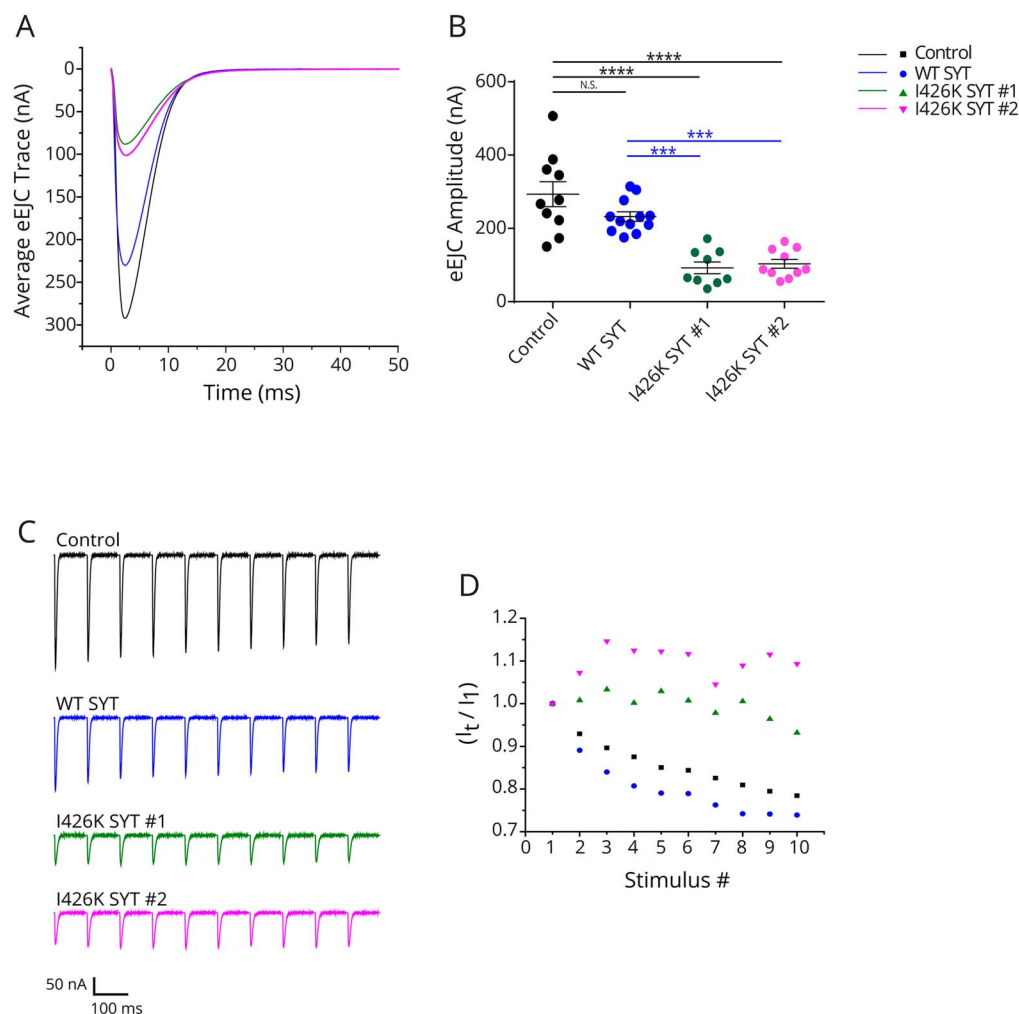 A
Average eEJC Trace (nA)
0
50
100
150
200
250
300
0 10 20 30 40 50
Time (ms)
B
eEJC Amplitude (nA)
600
400
200
0
****
****
N.S.
***
***
Control
WT SYT
I426K SYT #1
I426K SYT #2
Control
WT SYT
I426K SYT #1
I426K SYT #2
C
Control
WT SYT
I426K SYT #1
I426K SYT #2
50 nA
100 ms
D
(It / I1)
1.2
1.1
1.0
0.9
0.8
0.7
0 1 2 3 4 5 6 7 8 9 10
Stimulus #